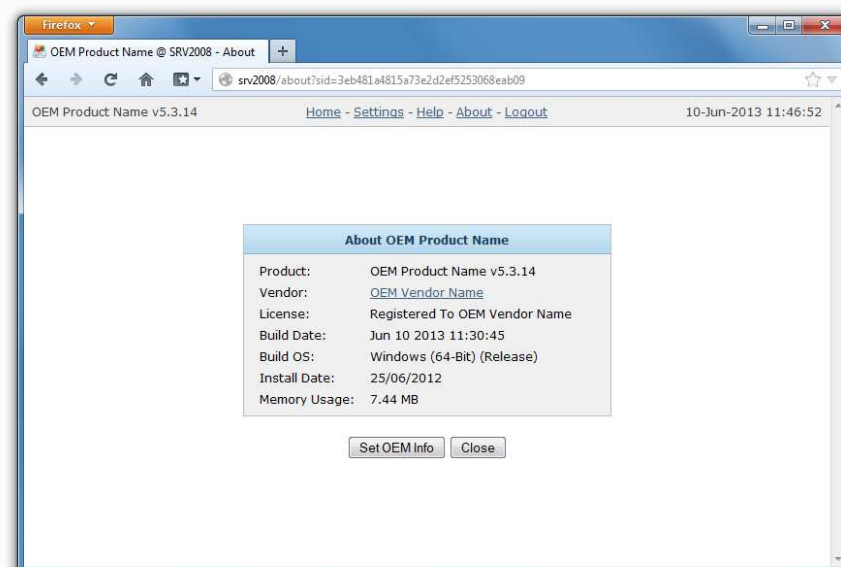 Firefox
OEM Product Name @ SRV2008 - About
srv2008/about?sid=3eb481a4815a73e2d2ef5253068eab09
OEM Product Name v5.3.14 Home - Settings - Help - About - Logout 10-Jun-2013 11:46:52
About OEM Product Name
Product: OEM Product Name v5.3.14
Vendor: OEM Vendor Name
License: Registered To OEM Vendor Name
Build Date: Jun 10 2013 11:30:45
Build OS: Windows (64-Bit) (Release)
Install Date: 25/06/2012
Memory Usage: 7.44 MB
Set OEM Info Close